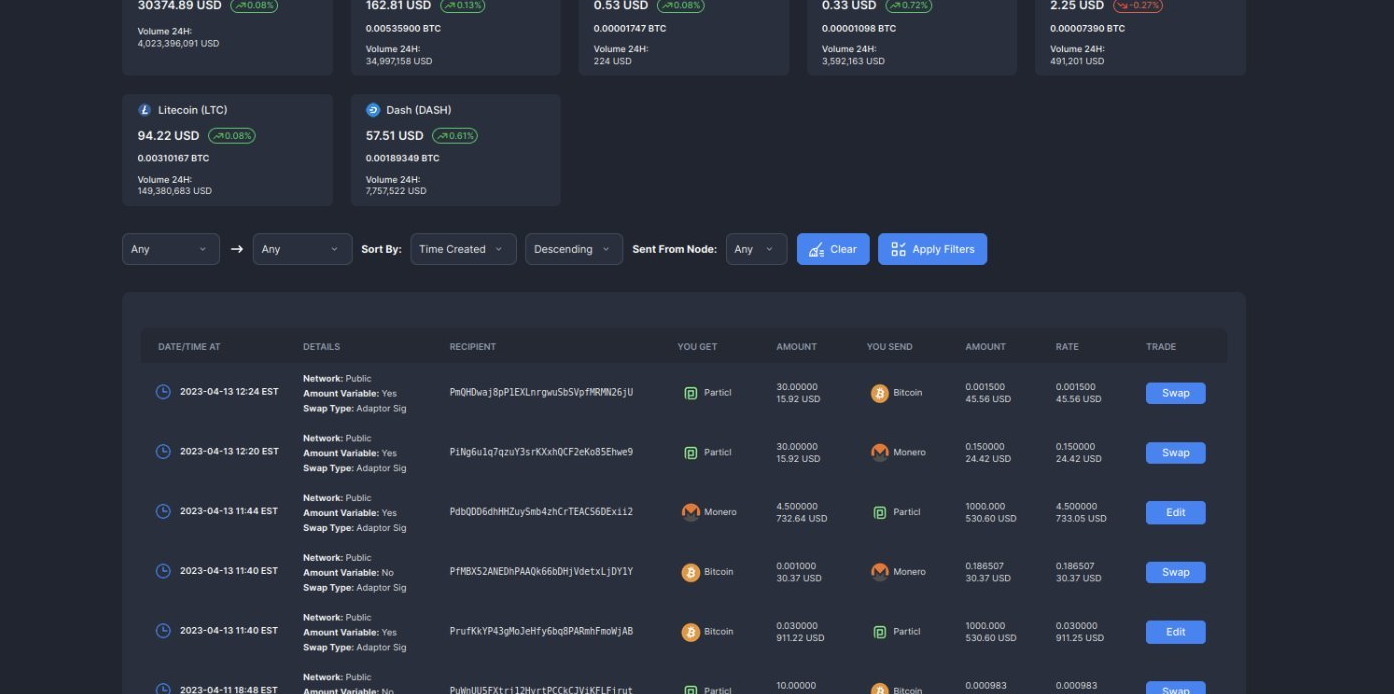 30374.89 USD 0.08% 162.81 USD 0.13% 0.53 USD 0.08% 0.33 USD 0.72% 2.25 USD -0.27%
0.00535900 BTC 0.00001747 BTC 0.00001098 BTC 0.00007390 BTC
Volume 24H:
4,023,396,091 USD
Volume 24H: Volume 24H: Volume 24H: Volume 24H:
34,997,158 USD 224 USD 3,592,163 USD 491,201 USD
Litecoin (LTC) Dash (DASH)
94.22 USD 0.08% 57.51 USD 0.61%
0.00310167 BTC 0.00189349 BTC
Volume 24H: Volume 24H:
149,380,683 USD 7,757,522 USD
Any Any Sort By: Time Created Descending Sent From Node: Any Clear Apply Filters
DATE/TIME AT DETAILS RECIPIENT YOU GET AMOUNT YOU SEND AMOUNT RATE TRADE
Network: Public
2023-04-13 12:24 EST Amount Variable: Yes PmQHDwaj8pP1EXLnrgwuSbSVpfMRMN26jU Particl 30.00000 Bitcoin 0.001500 0.001500 Swap
15.92 USD 45.56 USD 45.56 USD
Swap Type: Adaptor Sig
Network: Public
2023-04-13 12:20 EST Amount Variable: Yes PiNg6u1q7qzuY3srKXxhQCF2eKo85Ehwe9 Particl 30.00000 Monero 0.150000 0.150000 Swap
15.92 USD 24.42 USD 24.42 USD
Swap Type: Adaptor Sig
Network: Public
2023-04-13 11:44 EST Amount Variable: Yes PdbQDD6dhHHZuySmb4zhCrTEACS6DExii2 Monero 4.500000 Particl 1000.000 4.500000 Edit
732.64 USD 530.60 USD 733.05 USD
Swap Type: Adaptor Sig
Network: Public
2023-04-13 11:40 EST Amount Variable: No PfMBX52ANEDhPAAQk66bDHjVdetxLjDY1Y Bitcoin 0.001000 Monero 0.186507 0.186507 Swap
30.37 USD 30.37 USD 30.37 USD
Swap Type: Adaptor Sig
Network: Public
2023-04-13 11:40 EST Amount Variable: Yes PrufKkYP43gMoJeHfy6bq8PARmhFmoWjAB Bitcoin 0.030000 Particl 1000.000 0.030000 Edit
911.22 USD 530.60 USD 911.25 USD
Swap Type: Adaptor Sig
Network: Public
2023-04-11 18:48 EST Amount Variable: No Particl 10.00000 Bitcoin 0.000983 0.000983 Swap